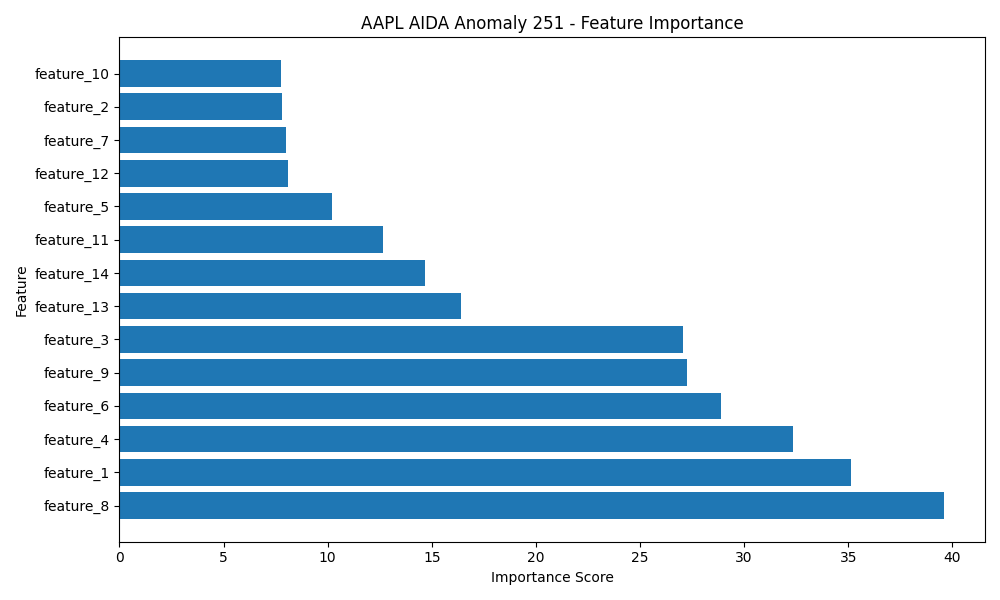 AAPL AIDA Anomaly 251 - Feature Importance
Feature
feature_10
feature_2
feature_7
feature_12
feature_5
feature_11
feature_14
feature_13
feature_3
feature_9
feature_6
feature_4
feature_1
feature_8
0 5 10 15 20 25 30 35 40
Importance Score